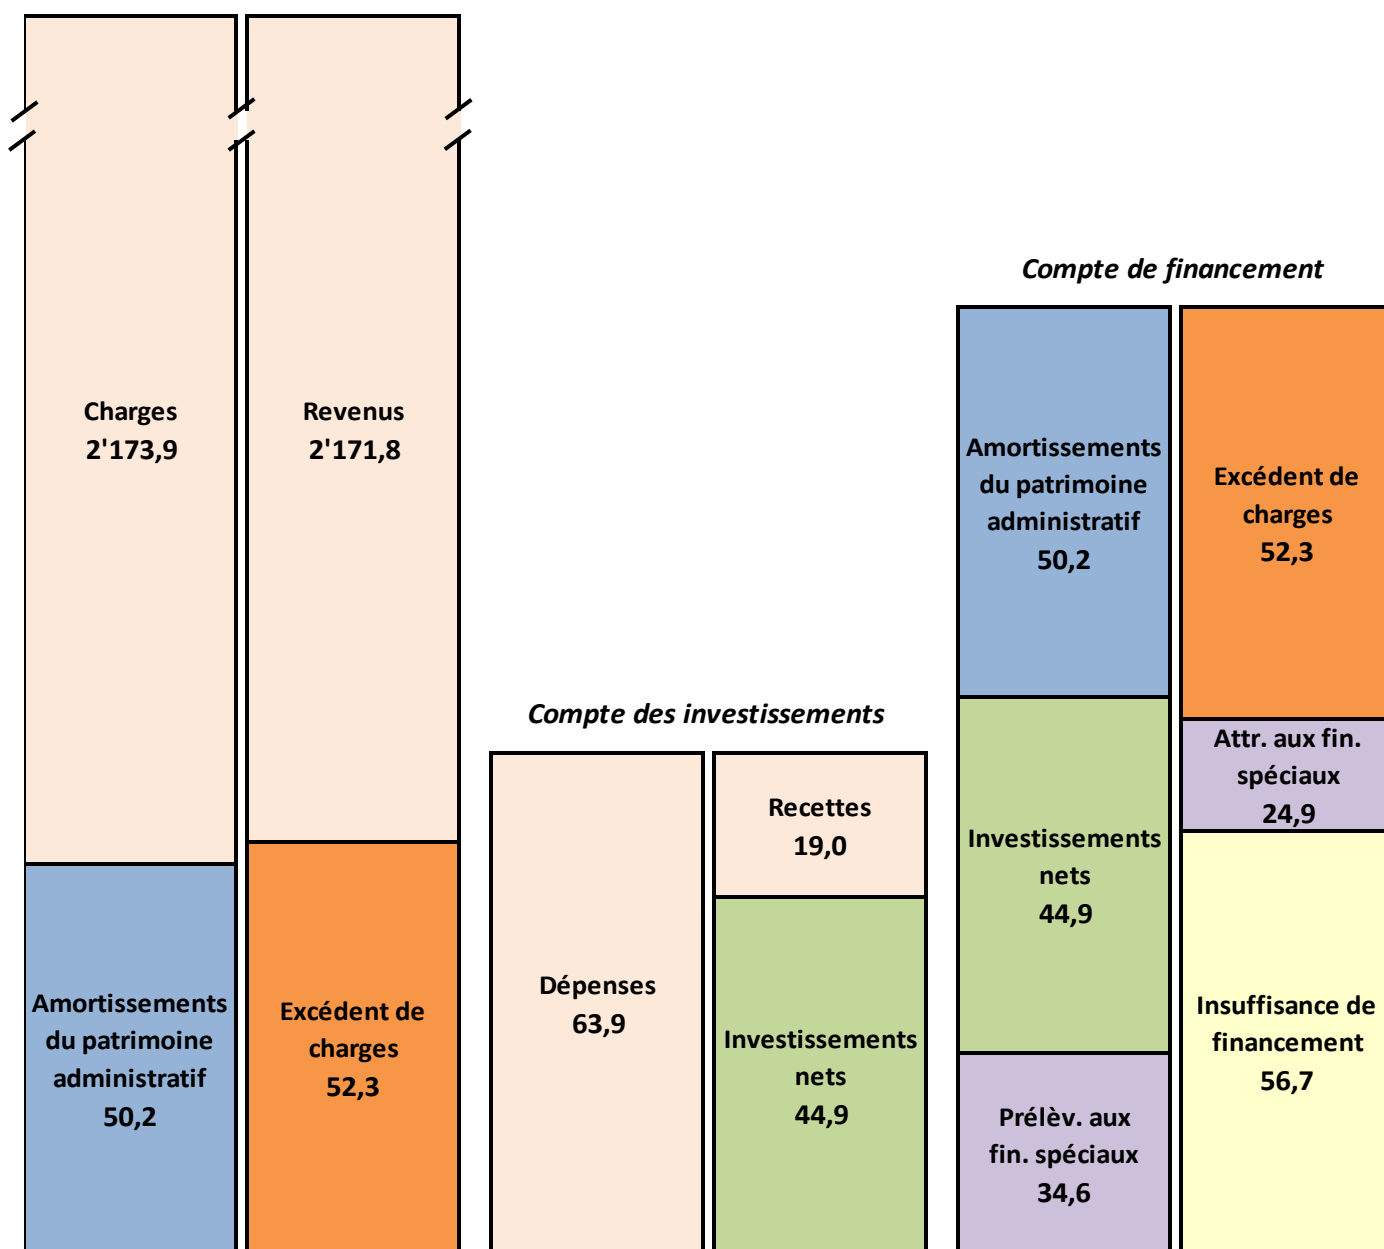 Charges
2'173,9
Revenus
2'171,8
Amortissements
du patrimoine
administratif
50,2
Excédent de
charges
52,3
Compte des investissements
Dépenses
63,9
Recettes
19,0
Investissements
nets
44,9
Compte de financement
Amortissements
du patrimoine
administratif
50,2
Investissements
nets
44,9
Prélèv. aux
fin. spéciaux
34,6
Excédent de
charges
52,3
Attr. aux fin.
spéciaux
24,9
Insuffisance de
financement
56,7